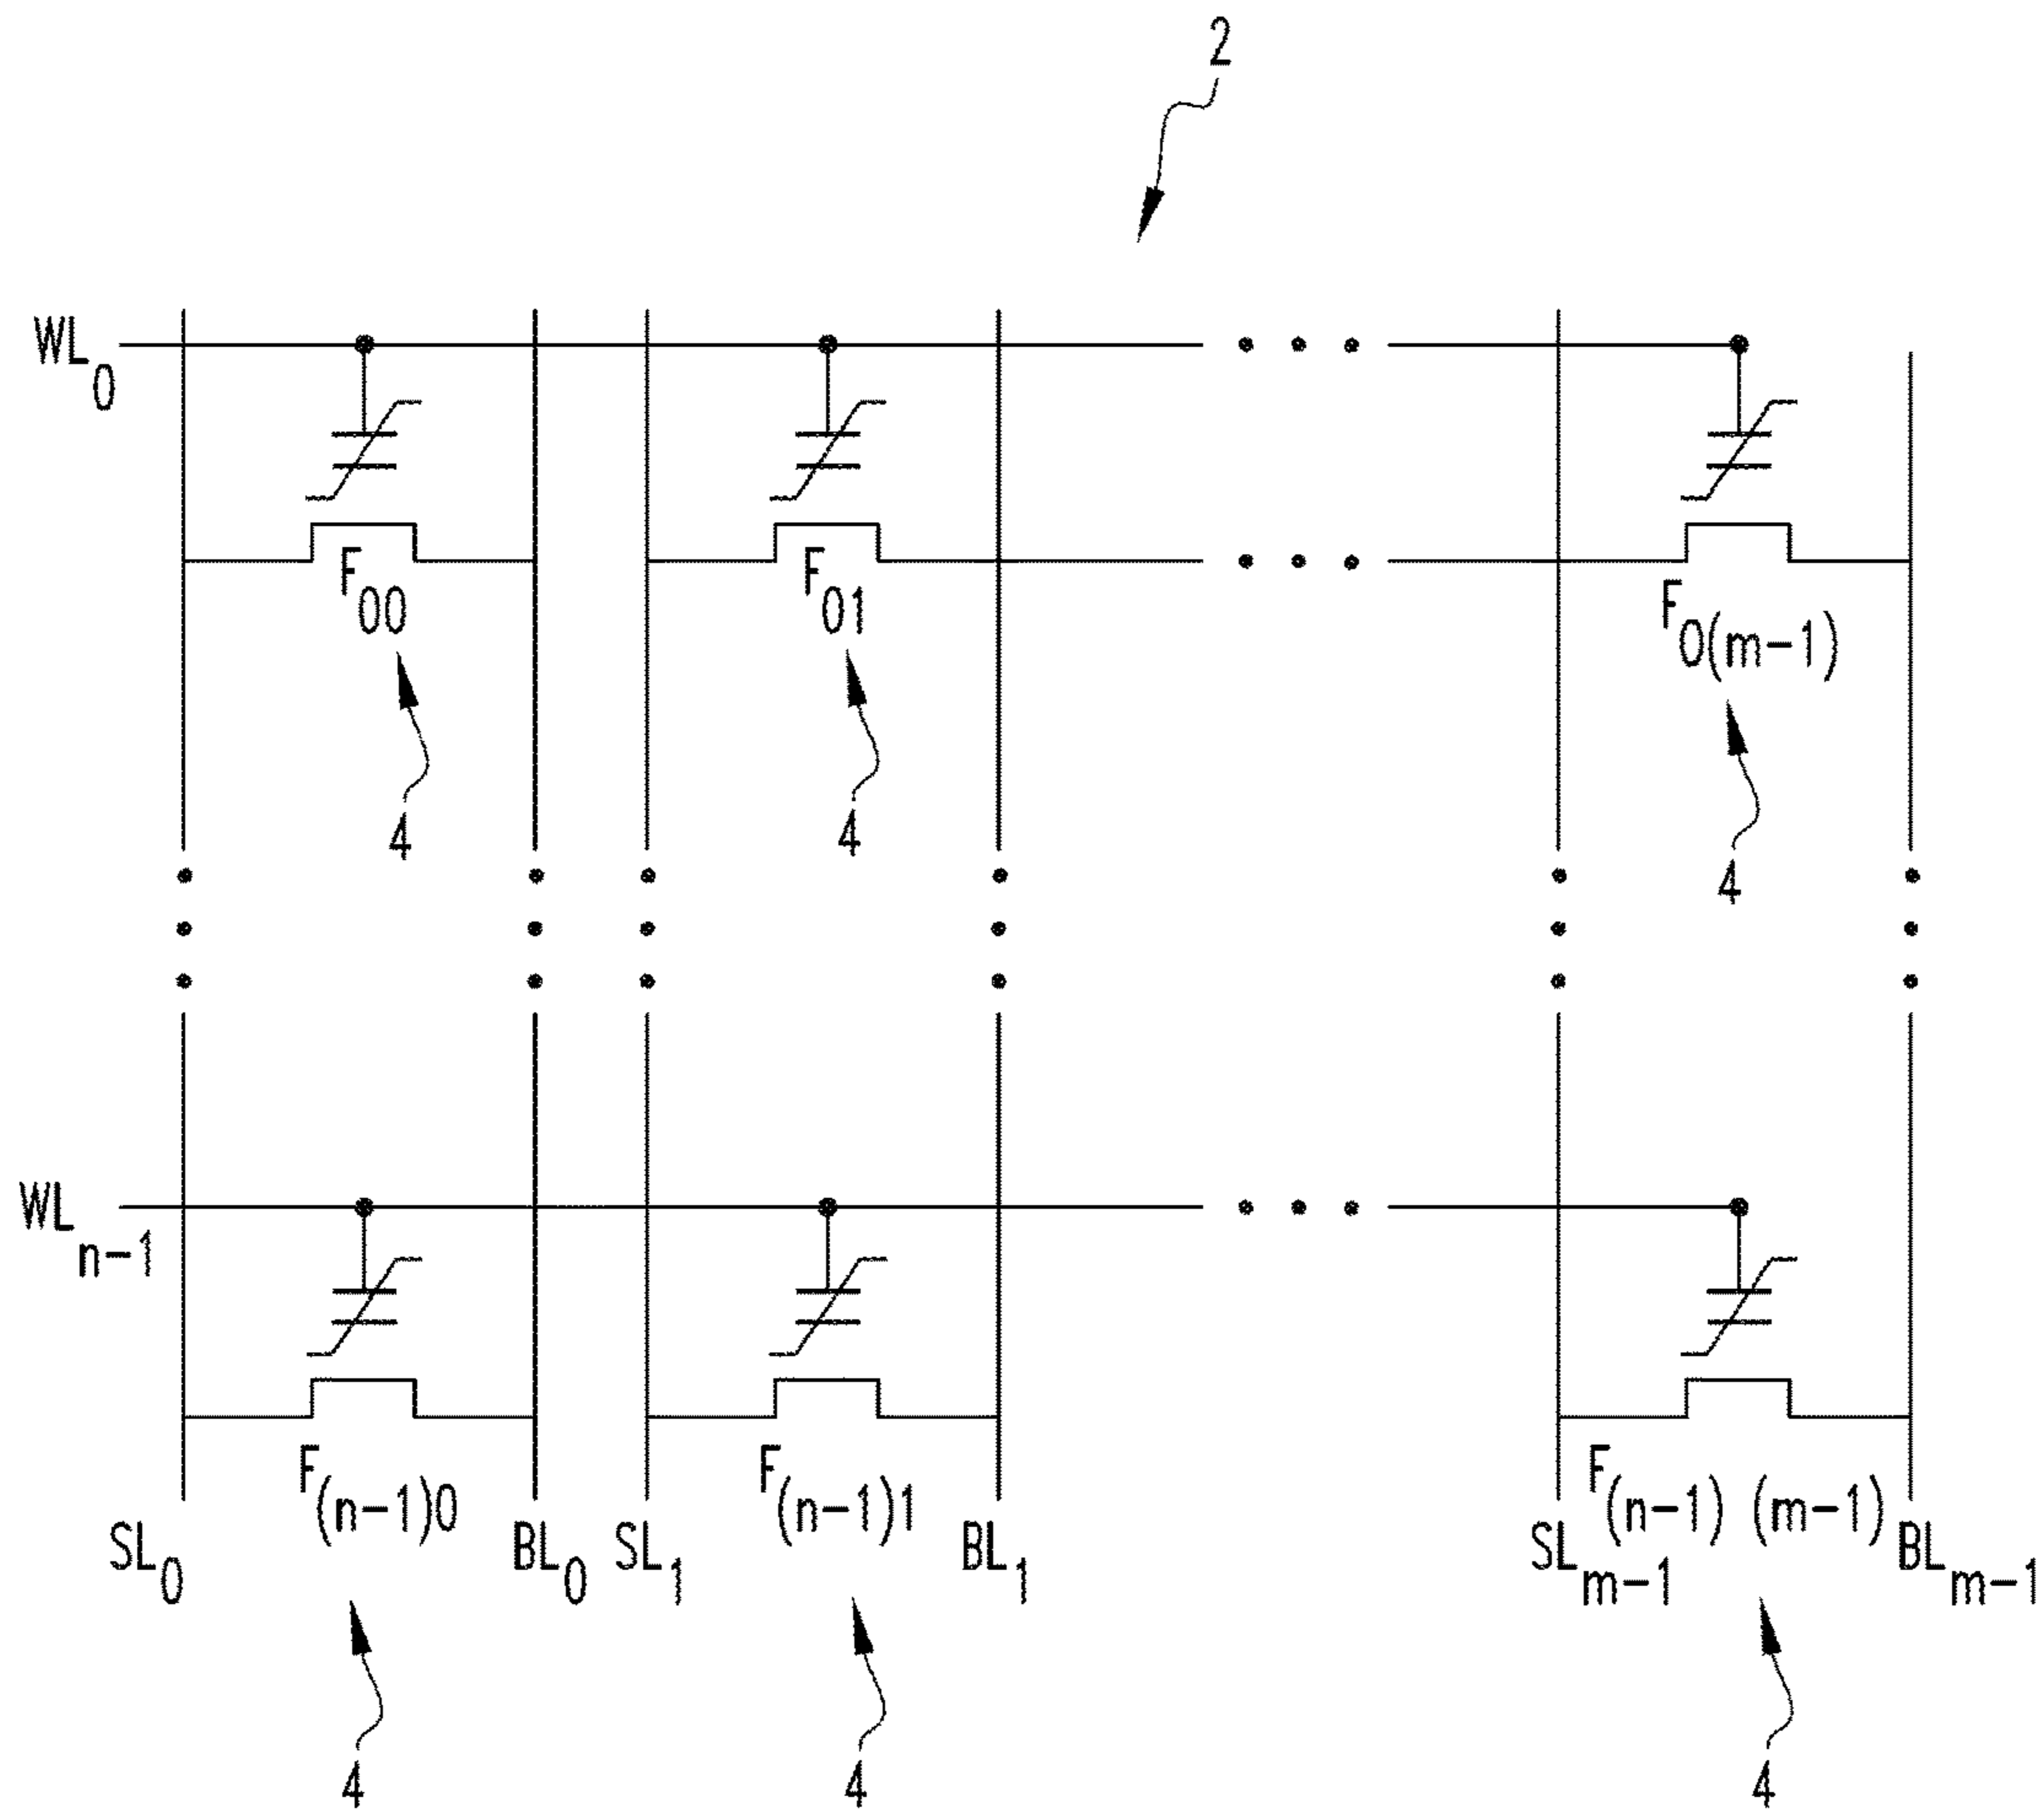 2
WL0
F00
F01
F0(m-1)
4
4
4
WLn-1
F(n-1)0
F(n-1)1
F(n-1) (m-1)
SL0
BL0
SL1
BL1
SLm-1
BLm-1
4
4
4